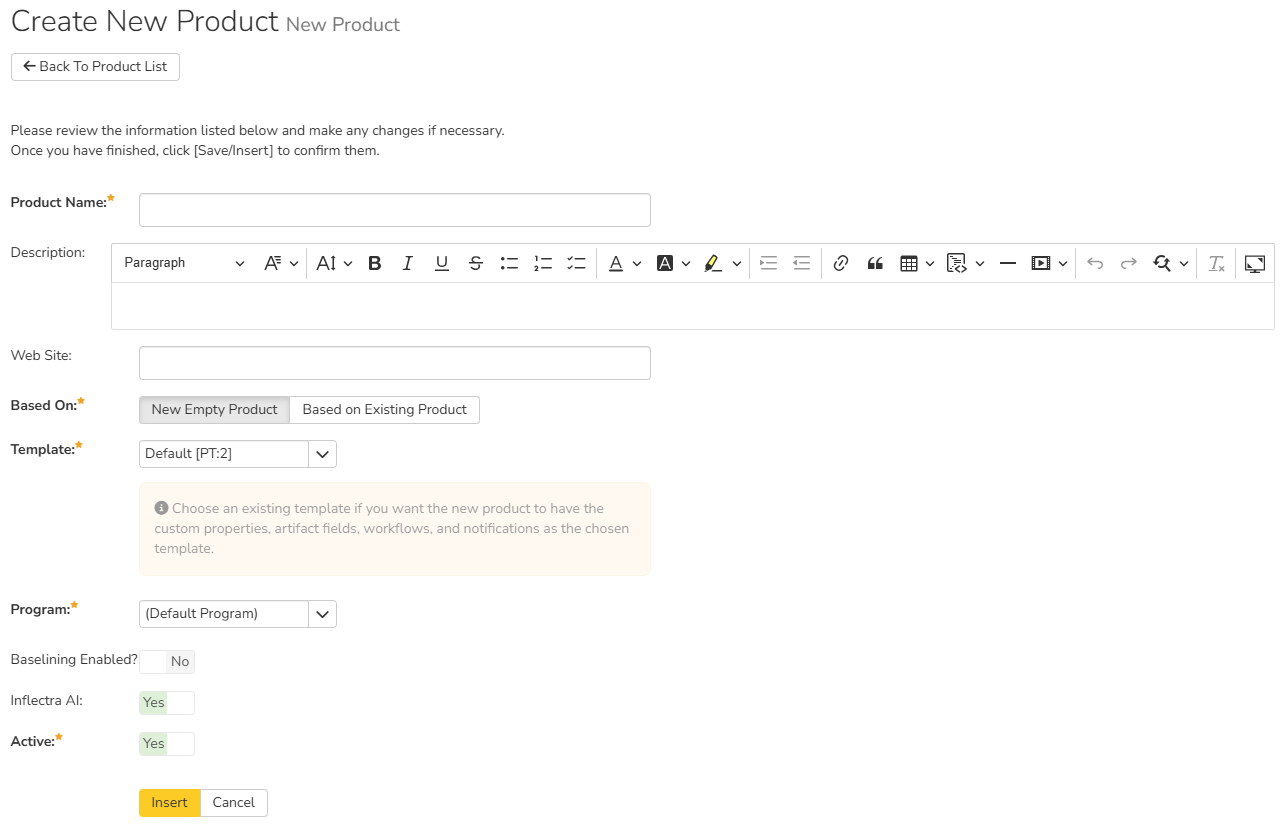 Create New Product New Product
Back To Product List
Please review the information listed below and make any changes if necessary.
Once you have finished, click [Save/Insert] to confirm them.
Product Name:
Description:
Paragraph
Web Site:
Based On:
New Empty Product Based on Existing Product
Template:
Default [PT:2]
Choose an existing template if you want the new product to have the
custom properties, artifact fields, workflows, and notifications as the chosen
template.
Program:
(Default Program)
Baselining Enabled? No
Inflectra AI: Yes
Active: Yes
Insert Cancel